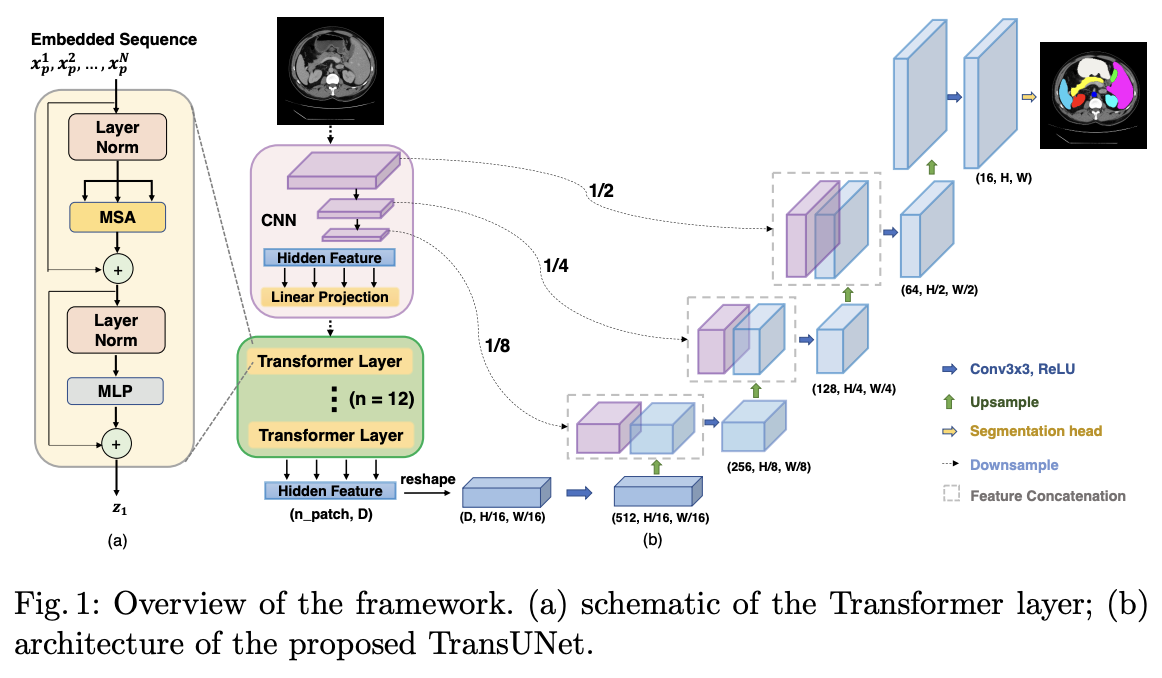 Embedded Sequence
x_p^1, x_p^2, ..., x_p^N
Layer
Norm
MSA
+
Layer
Norm
MLP
+
z_1
(a)
CNN
Hidden Feature
Linear Projection
Transformer Layer
(n = 12)
Transformer Layer
Hidden Feature
(n_patch, D)
reshape
(D, H/16, W/16)
(512, H/16, W/16)
(b)
1/2
1/4
1/8
(256, H/8, W/8)
(128, H/4, W/4)
(64, H/2, W/2)
(16, H, W)
Conv3x3, ReLU
Upsample
Segmentation head
Downsample
Feature Concatenation
Fig. 1: Overview of the framework. (a) schematic of the Transformer layer; (b)
architecture of the proposed TransUNet.